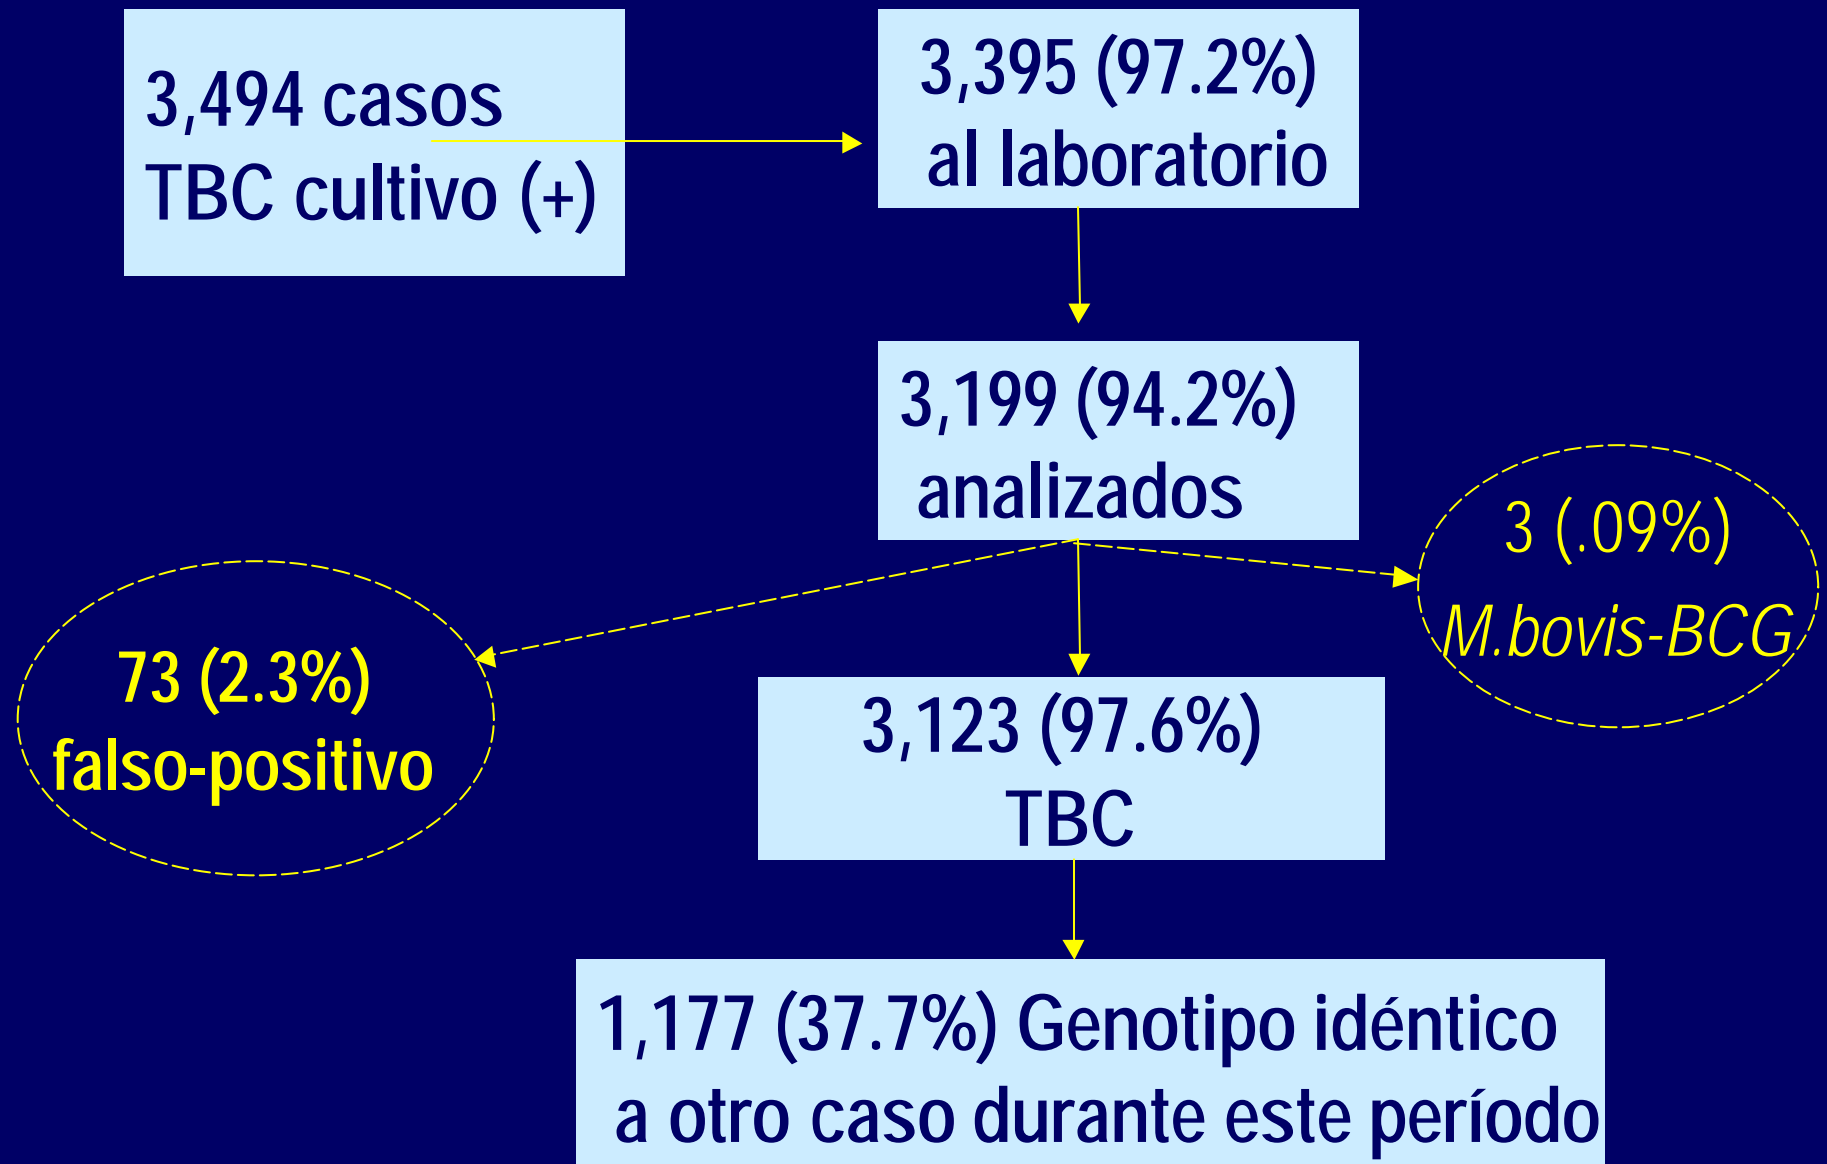 3,494 casos
TBC cultivo (+)
3,395 (97.2%)
al laboratorio
3,199 (94.2%)
analizados
3 (.09%)
M.bovis-BCG
73 (2.3%)
falso-positivo
3,123 (97.6%)
TBC
1,177 (37.7%) Genotipo idéntico
a otro caso durante este período